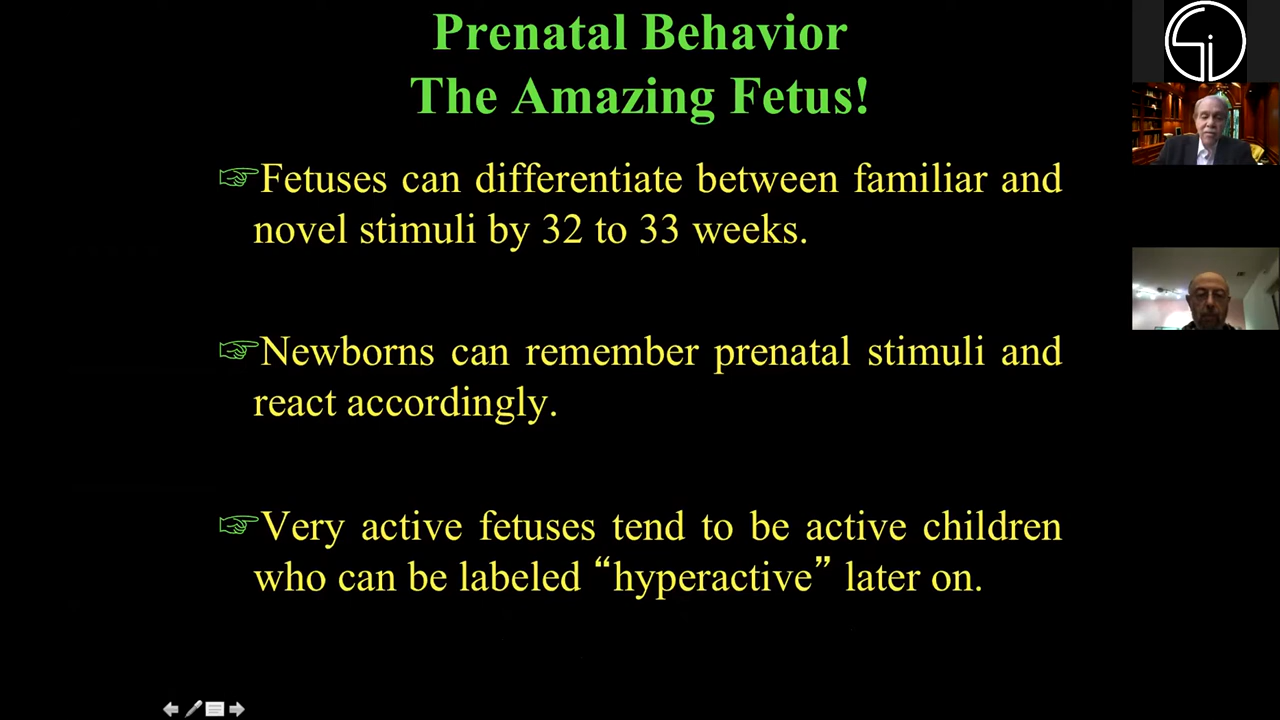 Prenatal Behavior
The Amazing Fetus!
☞Fetuses can differentiate between familiar and
novel stimuli by 32 to 33 weeks.
☞Newborns can remember prenatal stimuli and
react accordingly.
☞Very active fetuses tend to be active children
who can be labeled “hyperactive” later on.